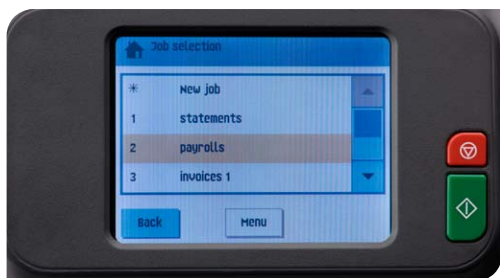 Job selection
* New job
1 statements
2 payrolls
3 invoices 1
Back Menu